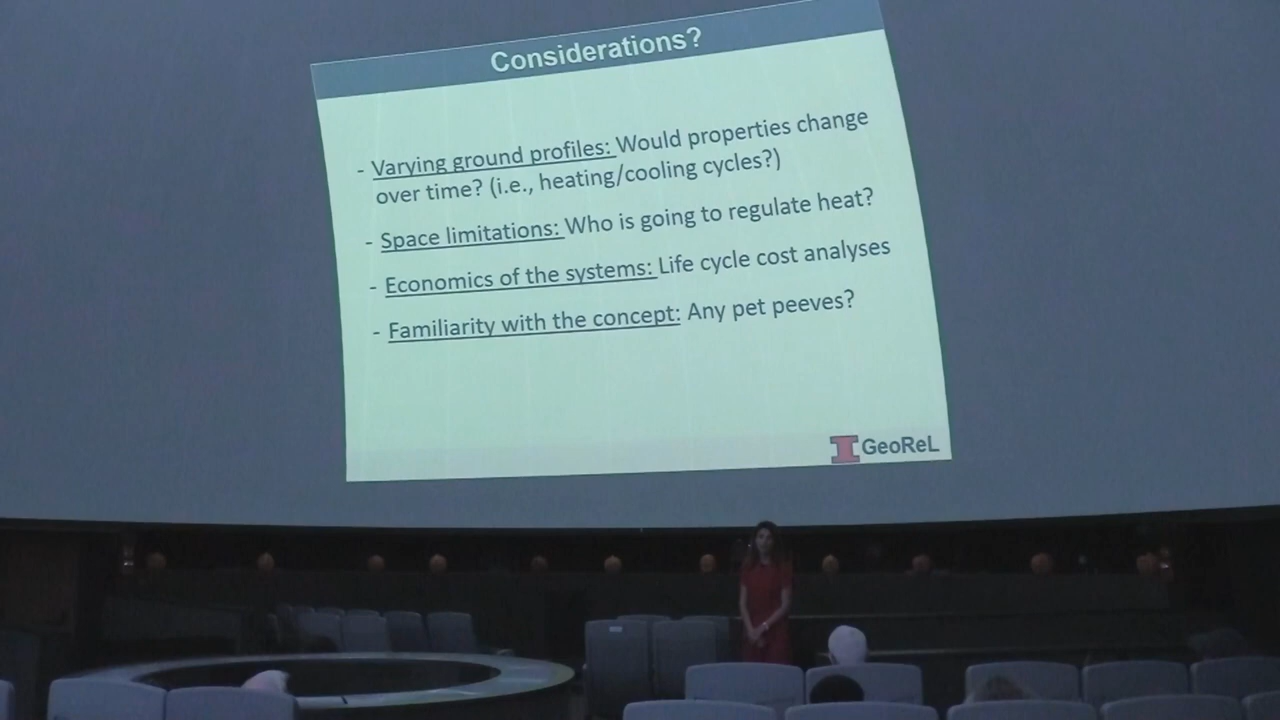 Considerations?
- Varying ground profiles: Would properties change
over time? (i.e., heating/cooling cycles?)
- Space limitations: Who is going to regulate heat?
- Economics of the systems: Life cycle cost analyses
- Familiarity with the concept: Any pet peeves?
I GeoReL